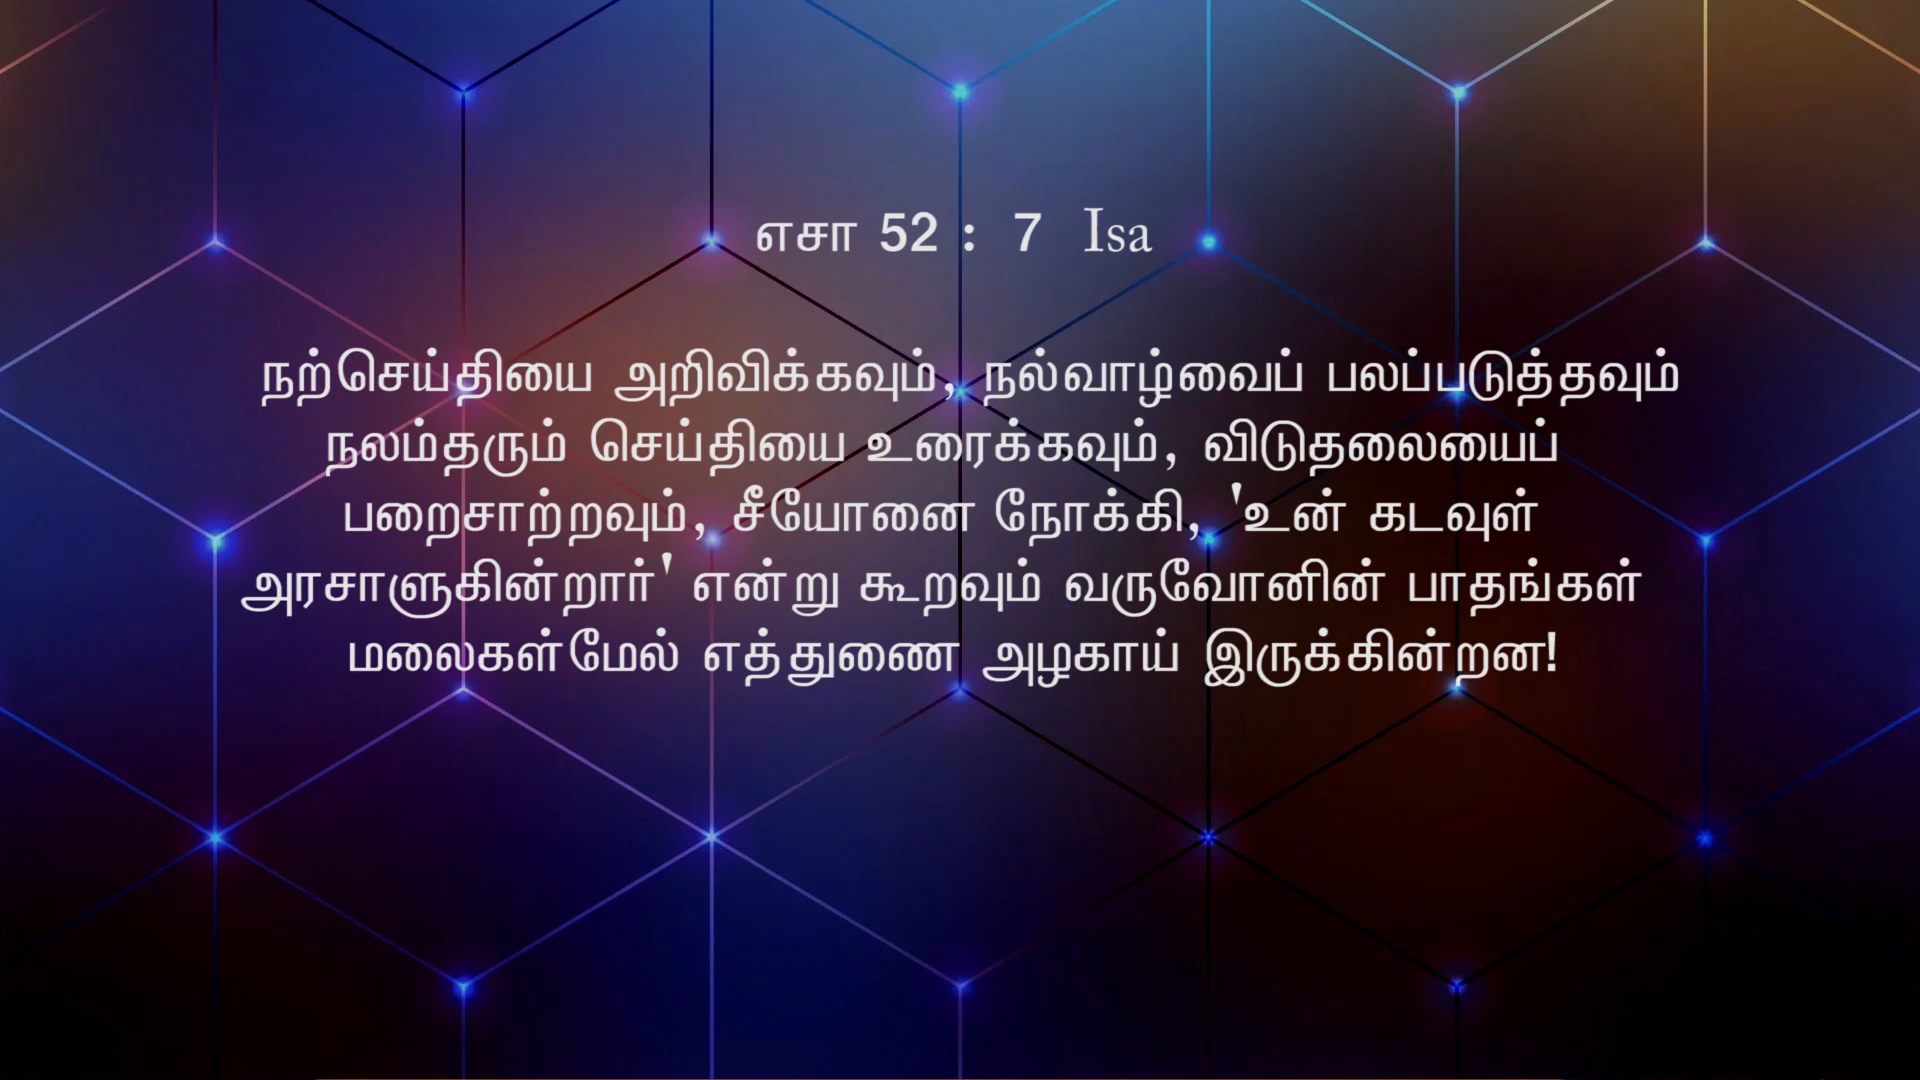 எசா 52 : 7 Isa
நற்செய்தியை அறிவிக்கவும், நல்வாழ்வைப் பலப்படுத்தவும்
நலம்தரும் செய்தியை உரைக்கவும், விடுதலையைப்
பறைசாற்றவும், சீயோனை நோக்கி, 'உன் கடவுள்
அரசாளுகின்றார்' என்று கூறவும் வருவோனின் பாதங்கள்
மலைகள்மேல் எத்துணை அழகாய் இருக்கின்றன!